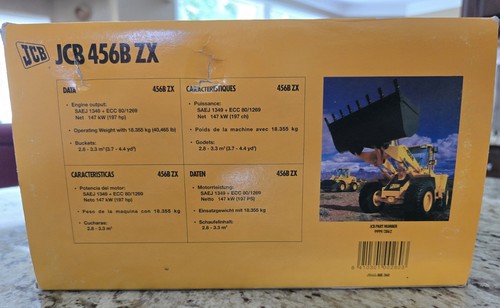 JCB JCB 456B ZX
DATA 456B ZX
• Engine output:
SAEJ 1349 + ECC 80/1269
Net 147 kW (197 hp)
• Operating Weight with 18.355 kg (40,465 lb)
• Buckets:
2.8 - 3.3 m³ (3.7 - 4.4 yd³)
CARACTÉRISTIQUES 456B ZX
• Puissance:
SAEJ 1349 + ECC 80/1269
Net 147 kW (197 ch)
• Poids de la machine avec 18.355 kg
• Godets:
2.8 - 3.3 m³ (3.7 - 4.4 yd³)
CARACTERISTICAS 456B ZX
• Potencia del motor:
SAEJ 1349 + ECC 80/1269
Neto 147 kW (197 hp)
• Peso de la maquina con 18.355 kg
• Cucharas:
2.8 - 3.3 m³
DATEN 456B ZX
• Motorleistung:
SAEJ 1349 + ECC 80/1269
Netto 147 kW (197 PS)
• Einsatzgewicht mit 18.355 kg
• Schaufelinhalt:
2.8 - 3.3 m³
JCB PART NUMBER